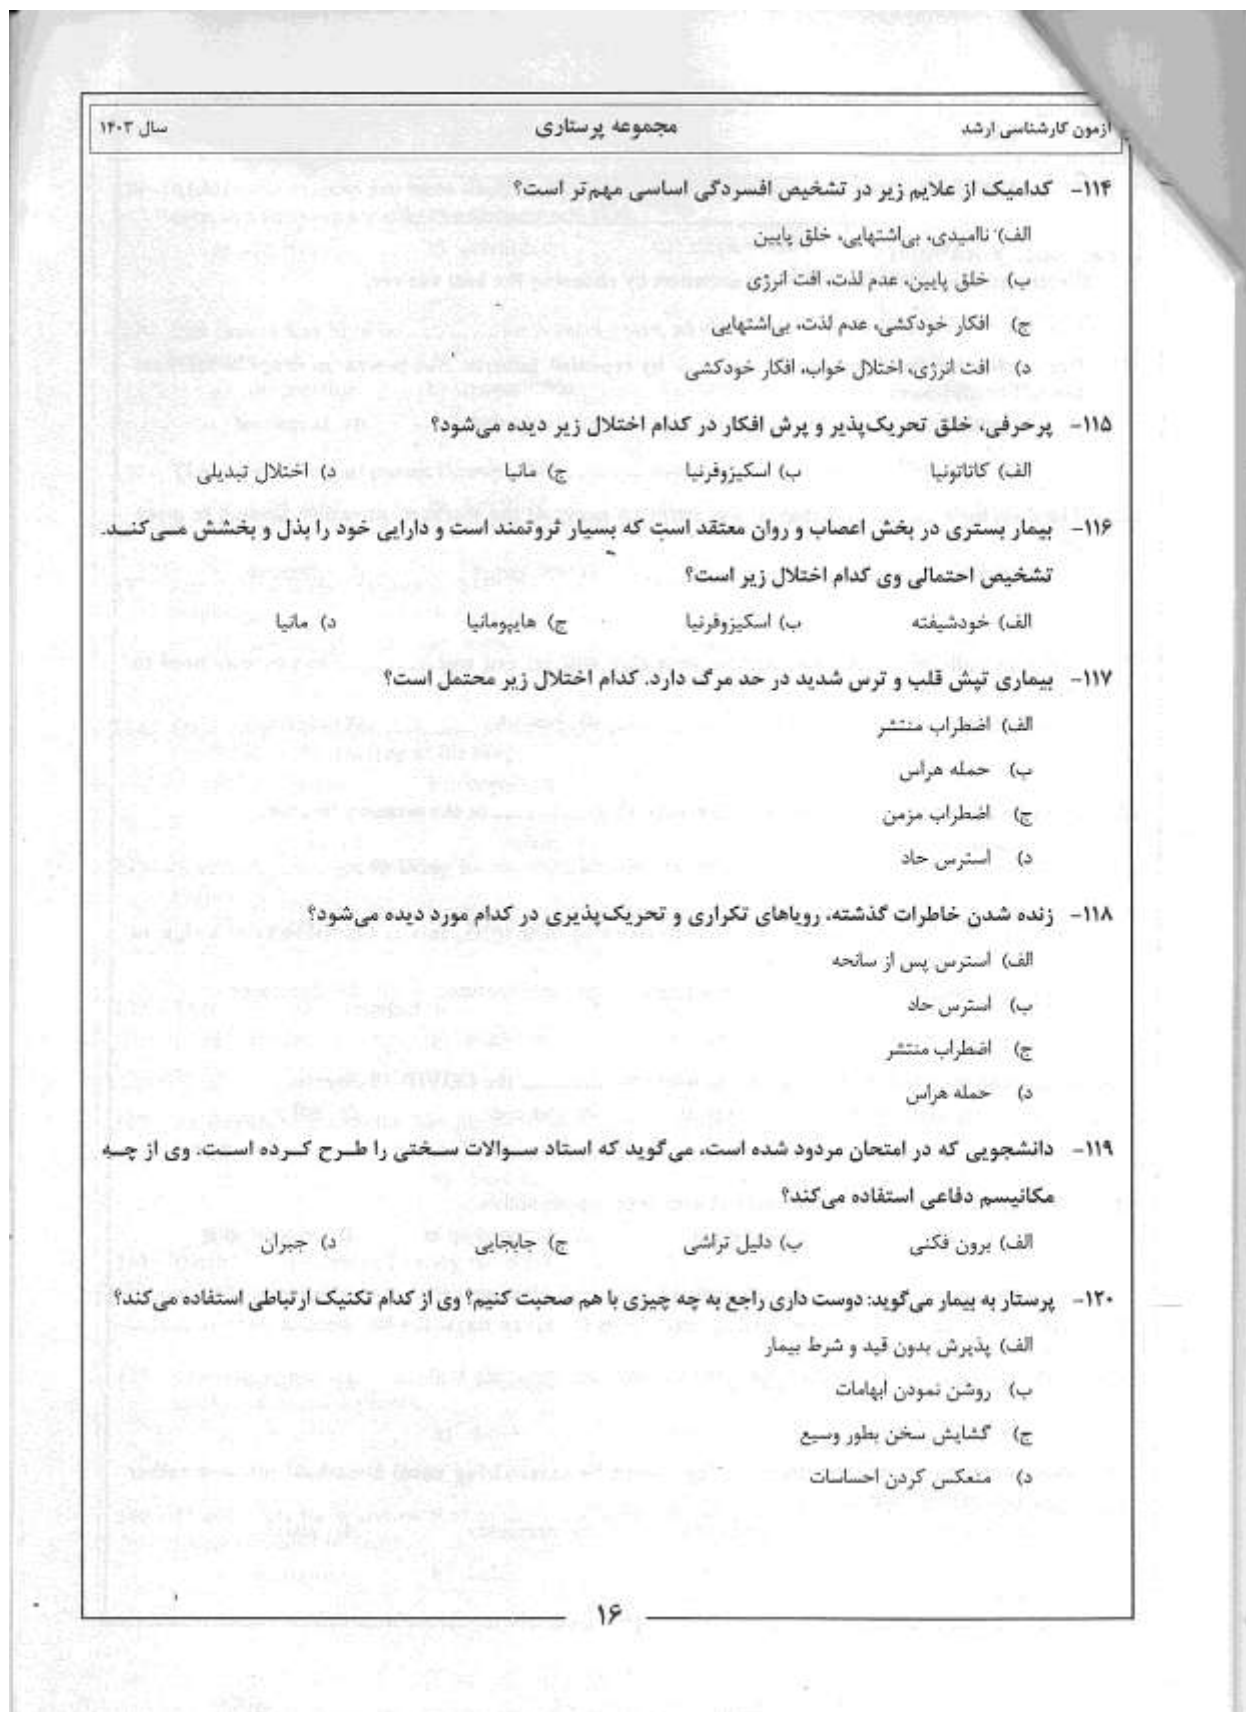 آزمون کارشناسی ارشد مجموعه پرستاری سال ۱۴۰۳
۱۱۴- کدامیک از علایم زیر در تشخیص افسردگی اساسی مهم‌تر است؟
الف) ناامیدی، بی‌اشتهایی، خلق پایین
ب) خلق پایین، عدم لذت، افت انرژی
ج) افکار خودکشی، عدم لذت، بی‌اشتهایی
د) افت انرژی، اختلال خواب، افکار خودکشی
۱۱۵- پرحرفی، خلق تحریک‌پذیر و پرش افکار در کدام اختلال زیر دیده می‌شود؟
الف) کاتاتونیا ب) اسکیزوفرنیا ج) مانیا د) اختلال تبدیلی
۱۱۶- بیمار بستری در بخش اعصاب و روان معتقد است که بسیار ثروتمند است و دارایی خود را بذل و بخشش می‌کند.
تشخیص احتمالی وی کدام اختلال زیر است؟
الف) خودشیفته ب) اسکیزوفرنیا ج) هایپومانیا د) مانیا
۱۱۷- بیماری تپش قلب و ترس شدید در حد مرگ دارد. کدام اختلال زیر محتمل است؟
الف) اضطراب منتشر
ب) حمله هراس
ج) اضطراب مزمن
د) استرس حاد
۱۱۸- زنده شدن خاطرات گذشته، رویاهای تکراری و تحریک‌پذیری در کدام مورد دیده می‌شود؟
الف) استرس پس از سانحه
ب) استرس حاد
ج) اضطراب منتشر
د) حمله هراس
۱۱۹- دانشجویی که در امتحان مردود شده است، می‌گوید که استاد سوالات سختی را طرح کرده است. وی از چه
مکانیسم دفاعی استفاده می‌کند؟
الف) برون فکنی ب) دلیل تراشی ج) جابجایی د) جبران
۱۲۰- پرستار به بیمار می‌گوید: دوست داری راجع به چه چیزی با هم صحبت کنیم؟ وی از کدام تکنیک ارتباطی استفاده می‌کند؟
الف) پذیرش بدون قید و شرط بیمار
ب) روشن نمودن ابهامات
ج) گشایش سخن بطور وسیع
د) منعکس کردن احساسات
۱۶